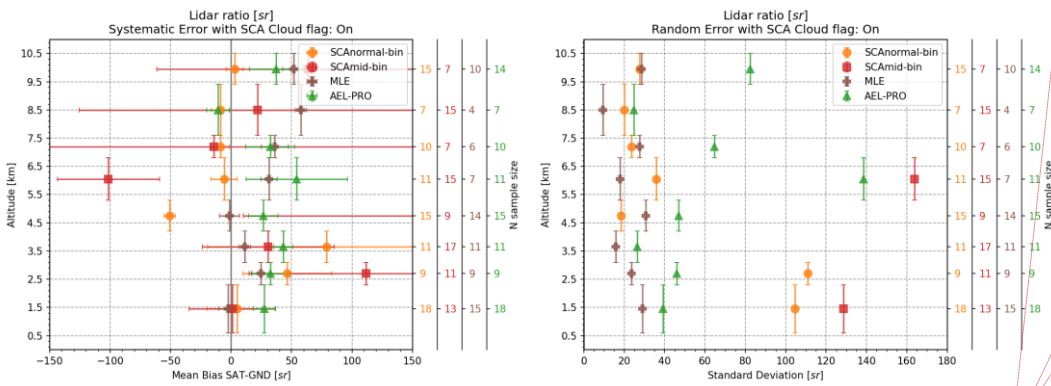 Lidar ratio [sr]
Systematic Error with SCA Cloud flag: On
SCAnormal-bin
SCAmid-bin
MLE
AEL-PRO
Altitude [km]
10.5
9.5
8.5
7.5
6.5
5.5
4.5
3.5
2.5
1.5
0.5
−150
−100
−50
0
50
100
150
Mean Bias SAT-GND [sr]
15 7 10 14
7 15 4 7
10 7 6 10
11 15 7 11
15 9 14 15
11 17 11 11
9 11 9 9
18 13 15 18
N sample size
Lidar ratio [sr]
Random Error with SCA Cloud flag: On
SCAnormal-bin
SCAmid-bin
MLE
AEL-PRO
Altitude [km]
10.5
9.5
8.5
7.5
6.5
5.5
4.5
3.5
2.5
1.5
0.5
0
20
40
60
80
100
120
140
160
180
Standard Deviation [sr]
15 7 10 14
7 15 4 7
10 7 6 10
11 15 7 11
15 9 14 15
11 17 11 11
9 11 9 9
18 13 15 18
N sample size